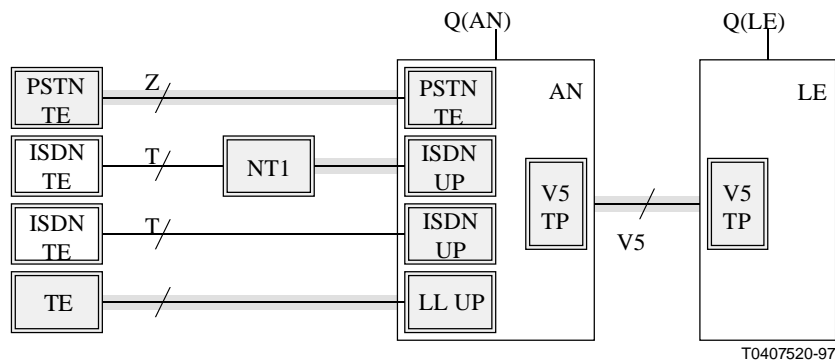 Q(AN)
Q(LE)
PSTN
TE
Z
PSTN
TE
AN
LE
ISDN
TE
T
NT1
ISDN
UP
V5
TP
V5
V5
TP
ISDN
TE
T
ISDN
UP
TE
LL UP
T0407520-97